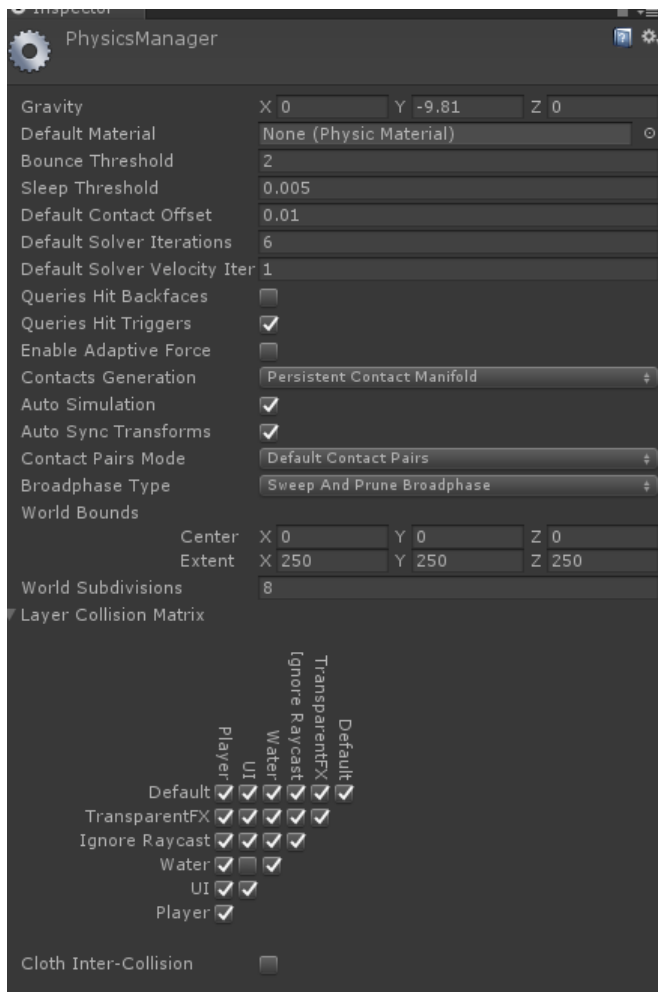 Inspector
PhysicsManager
Gravity X 0 Y -9.81 Z 0
Default Material None (Physic Material)
Bounce Threshold 2
Sleep Threshold 0.005
Default Contact Offset 0.01
Default Solver Iterations 6
Default Solver Velocity Iter 1
Queries Hit Backfaces
Queries Hit Triggers
Enable Adaptive Force
Contacts Generation Persistent Contact Manifold
Auto Simulation
Auto Sync Transforms
Contact Pairs Mode Default Contact Pairs
Broadphase Type Sweep And Prune Broadphase
World Bounds
Center X 0 Y 0 Z 0
Extent X 250 Y 250 Z 250
World Subdivisions 8
Layer Collision Matrix
Player
UI
Water
Ignore Raycast
TransparentFX
Default
Default
TransparentFX
Ignore Raycast
Water
UI
Player
Cloth Inter-Collision